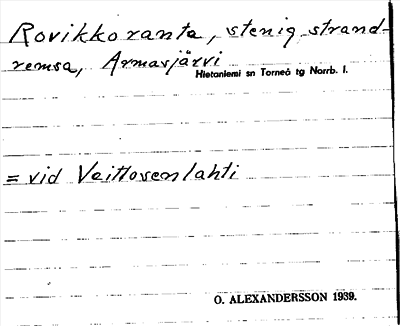 Rovikkoranta, stenig strand-
remsa, Armasjärvi
Hietaniemi sn Torneå tg Norrb. l.
= vid Veittosenlahti
O. ALEXANDERSSON 1939.